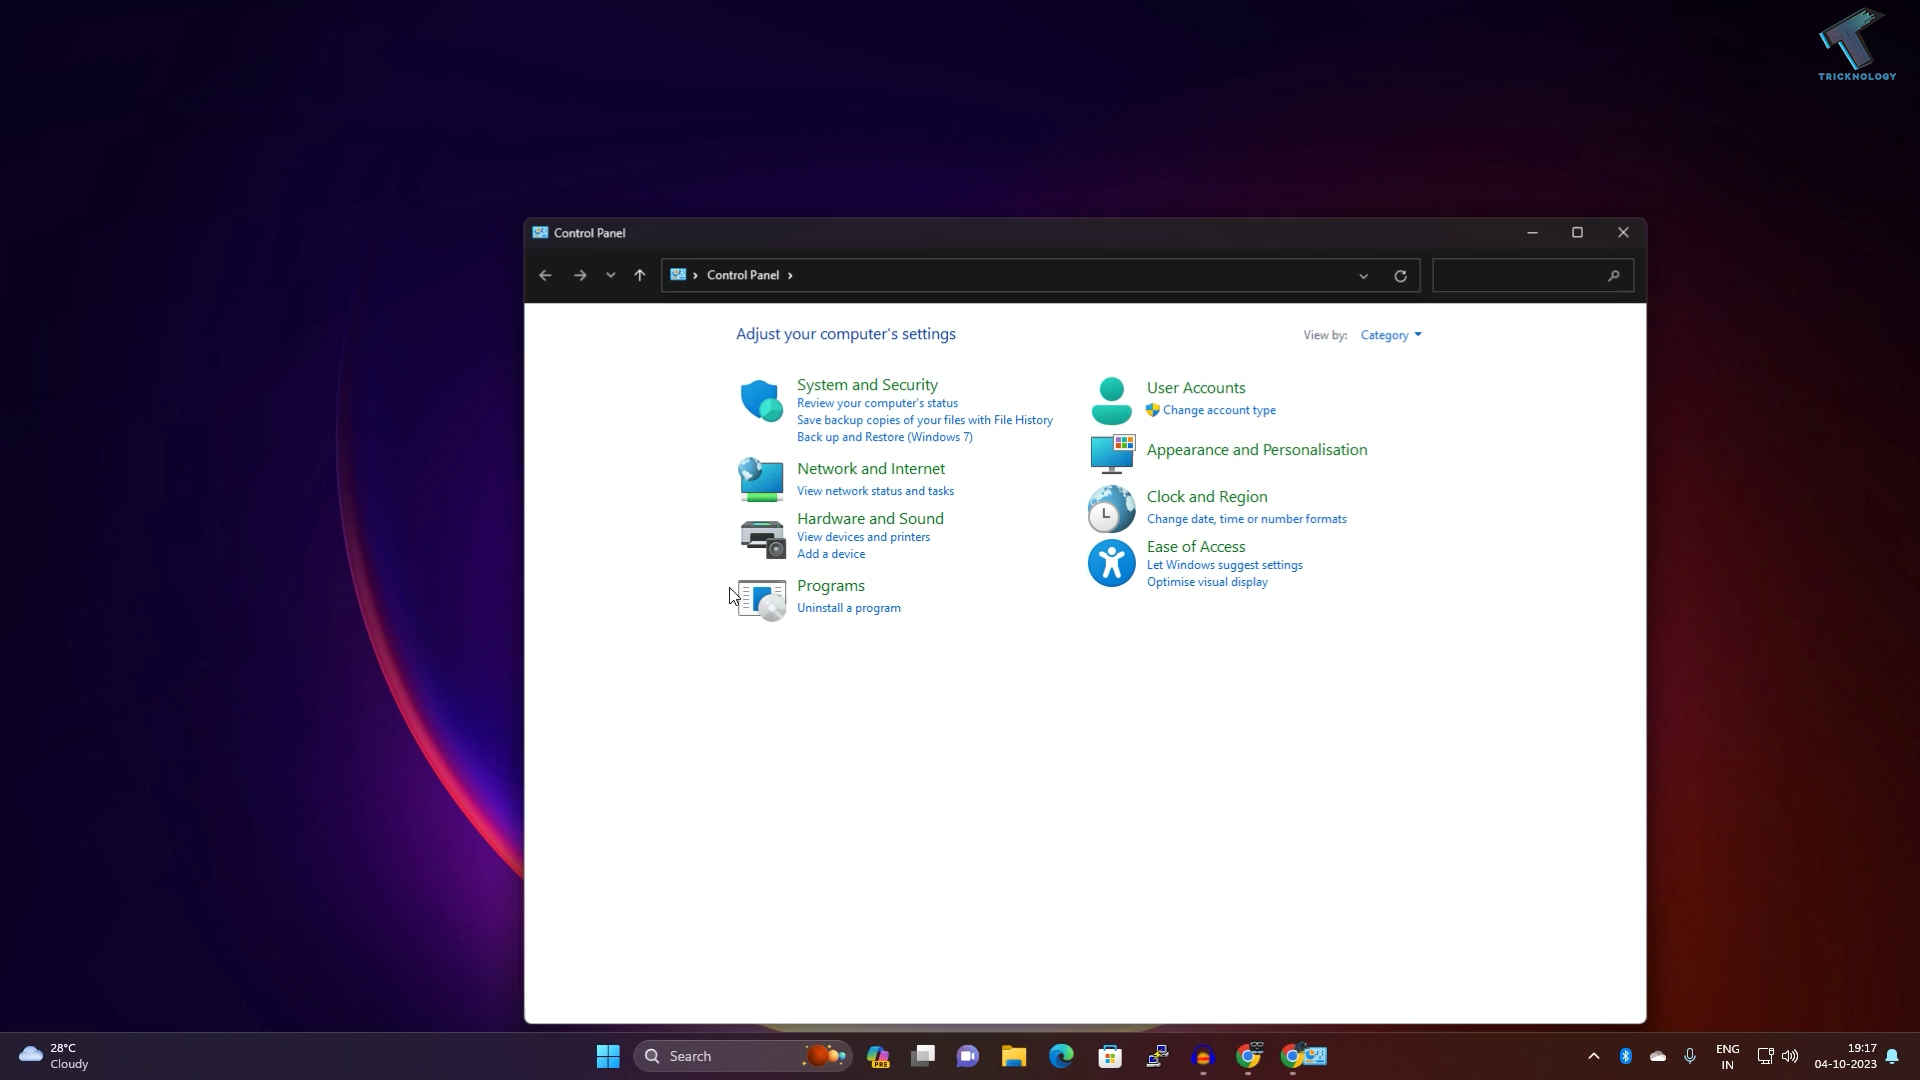 TRICKNOLOGY
Control Panel
Control Panel
Adjust your computer's settings
View by: Category
System and Security
Review your computer's status
Save backup copies of your files with File History
Back up and Restore (Windows 7)
Network and Internet
View network status and tasks
Hardware and Sound
View devices and printers
Add a device
Programs
Uninstall a program
User Accounts
Change account type
Appearance and Personalisation
Clock and Region
Change date, time or number formats
Ease of Access
Let Windows suggest settings
Optimise visual display
28°C
Cloudy
Search
PRE
ENG
IN
19:17
04-10-2023